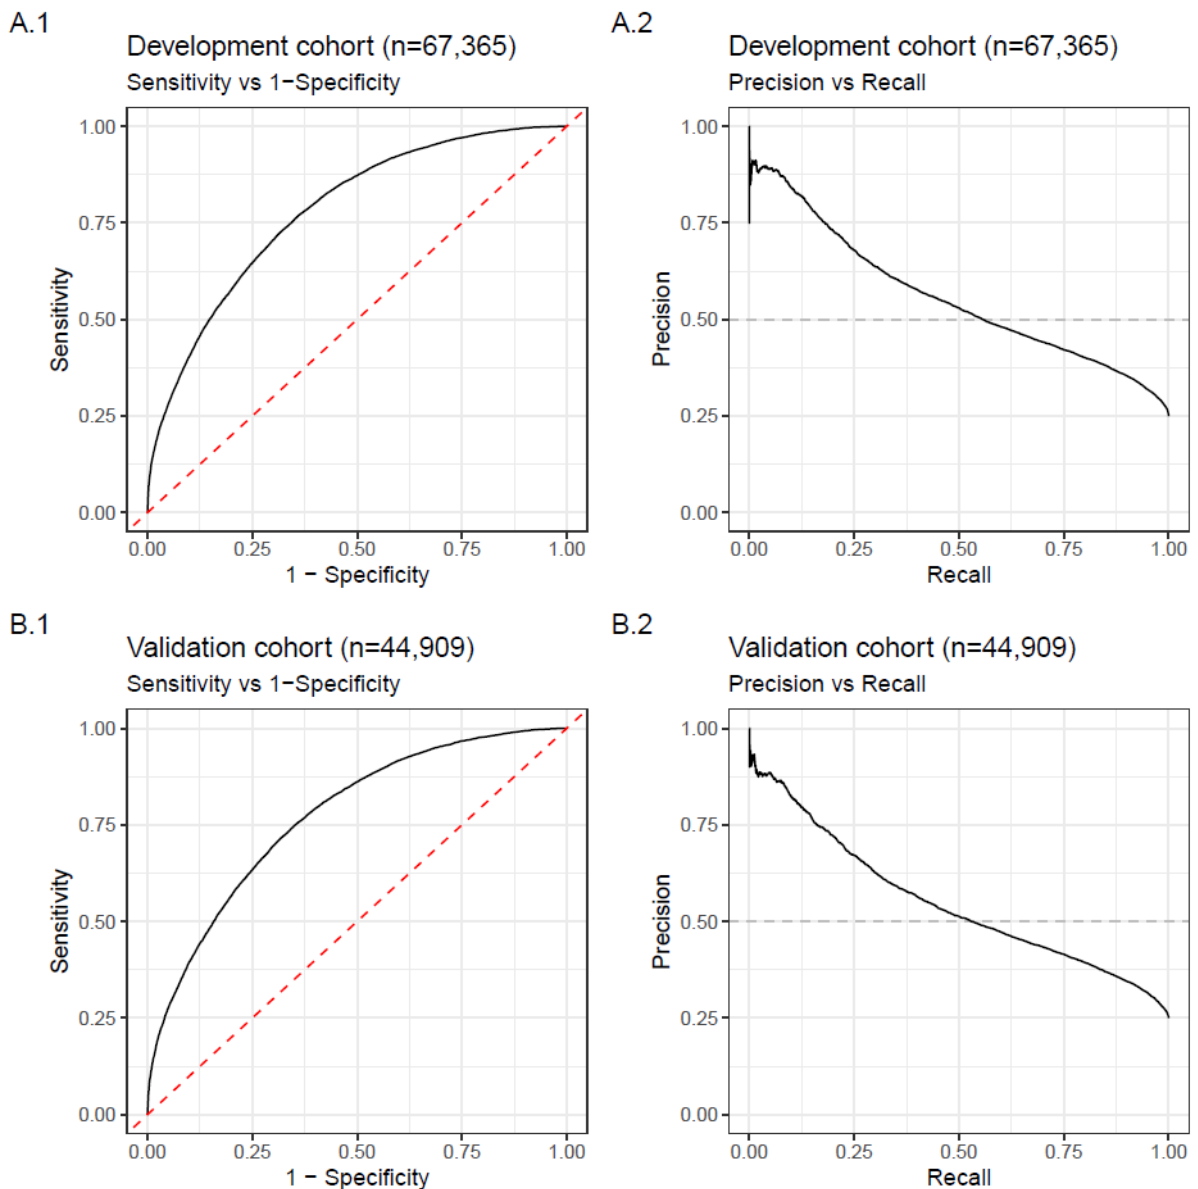 A.1
Development cohort (n=67,365)
Sensitivity vs 1−Specificity
1.00
0.75
0.50
0.25
0.00
Sensitivity
0.00 0.25 0.50 0.75 1.00
1 − Specificity
A.2
Development cohort (n=67,365)
Precision vs Recall
1.00
0.75
0.50
0.25
0.00
Precision
0.00 0.25 0.50 0.75 1.00
Recall
B.1
Validation cohort (n=44,909)
Sensitivity vs 1−Specificity
1.00
0.75
0.50
0.25
0.00
Sensitivity
0.00 0.25 0.50 0.75 1.00
1 − Specificity
B.2
Validation cohort (n=44,909)
Precision vs Recall
1.00
0.75
0.50
0.25
0.00
Precision
0.00 0.25 0.50 0.75 1.00
Recall